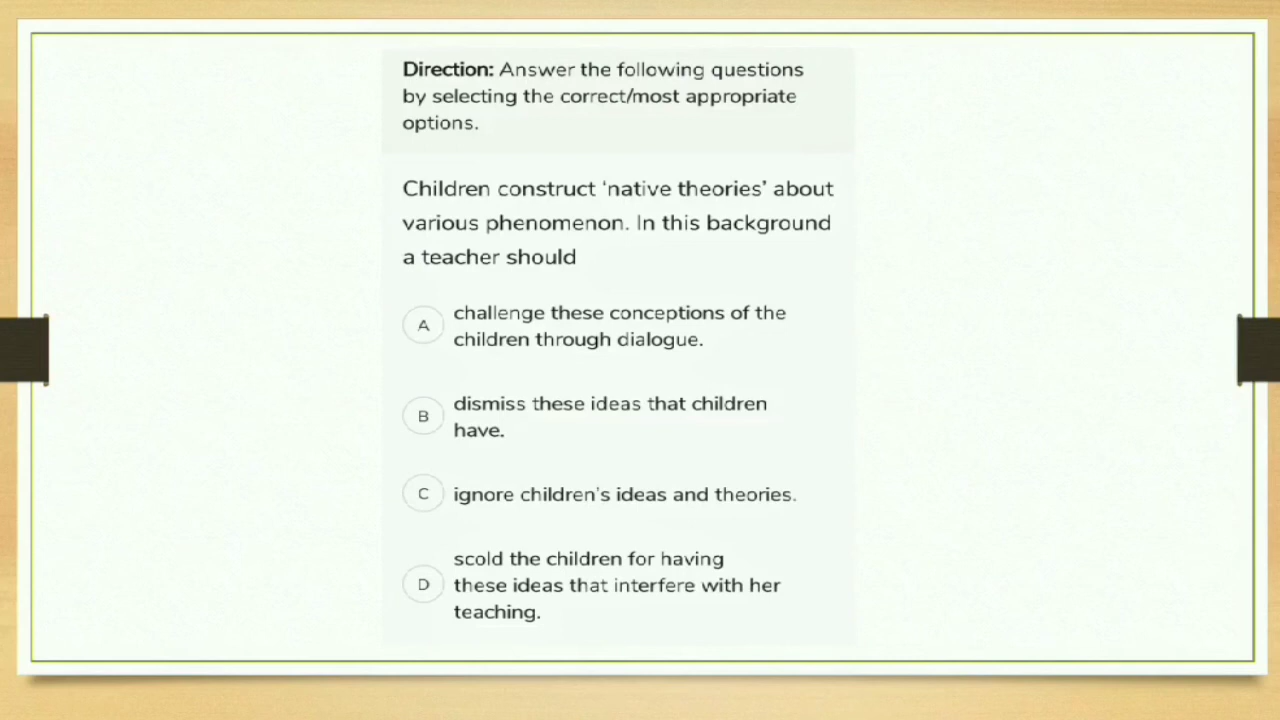 Direction: Answer the following questions
by selecting the correct/most appropriate
options.
Children construct ‘native theories’ about
various phenomenon. In this background
a teacher should
A challenge these conceptions of the
children through dialogue.
B dismiss these ideas that children
have.
C ignore children's ideas and theories.
D scold the children for having
these ideas that interfere with her
teaching.